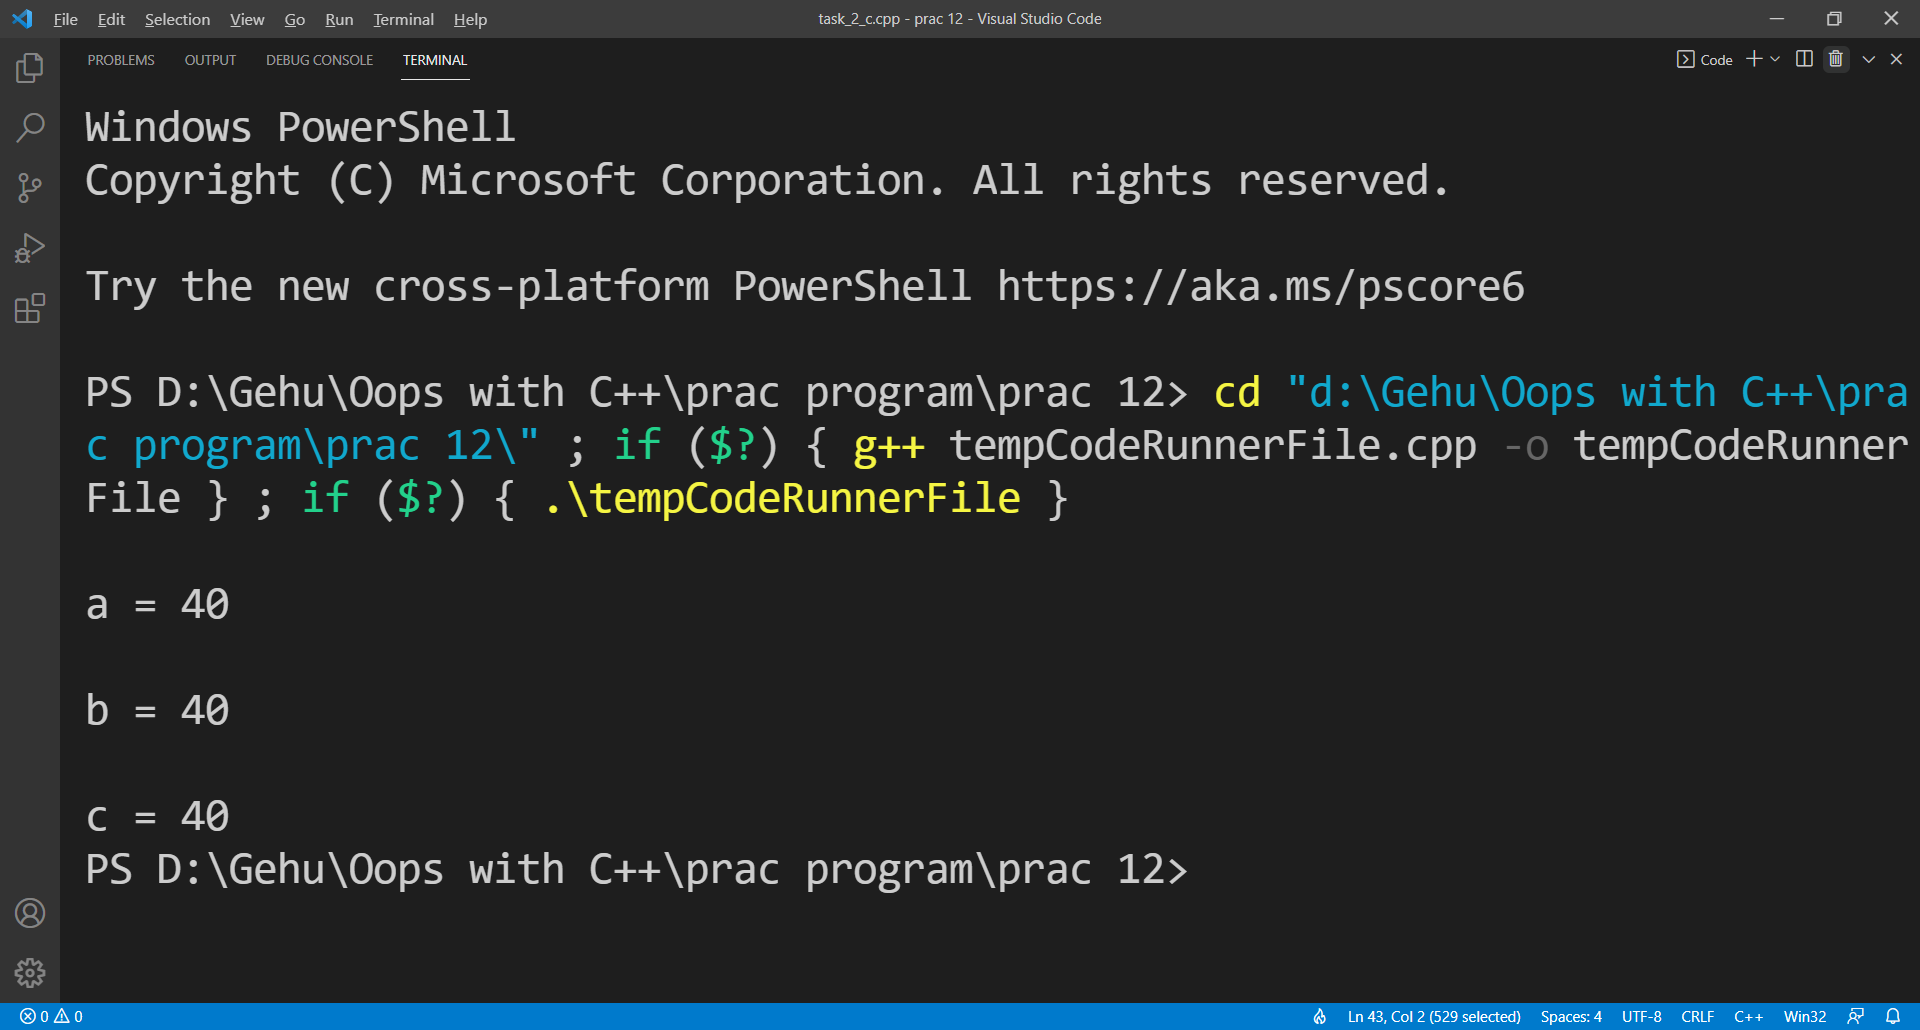 File Edit Selection View Go Run Terminal Help
task_2_c.cpp - prac 12 - Visual Studio Code
PROBLEMS OUTPUT DEBUG CONSOLE TERMINAL
Code
Windows PowerShell
Copyright (C) Microsoft Corporation. All rights reserved.
Try the new cross-platform PowerShell https://aka.ms/pscore6
PS D:\Gehu\Oops with C++\prac program\prac 12> cd "d:\Gehu\Oops with C++\pra
c program\prac 12\" ; if ($?) { g++ tempCodeRunnerFile.cpp -o tempCodeRunner
File } ; if ($?) { .\tempCodeRunnerFile }
a = 40
b = 40
c = 40
PS D:\Gehu\Oops with C++\prac program\prac 12>
0 0
Ln 43, Col 2 (529 selected) Spaces: 4 UTF-8 CRLF C++ Win32